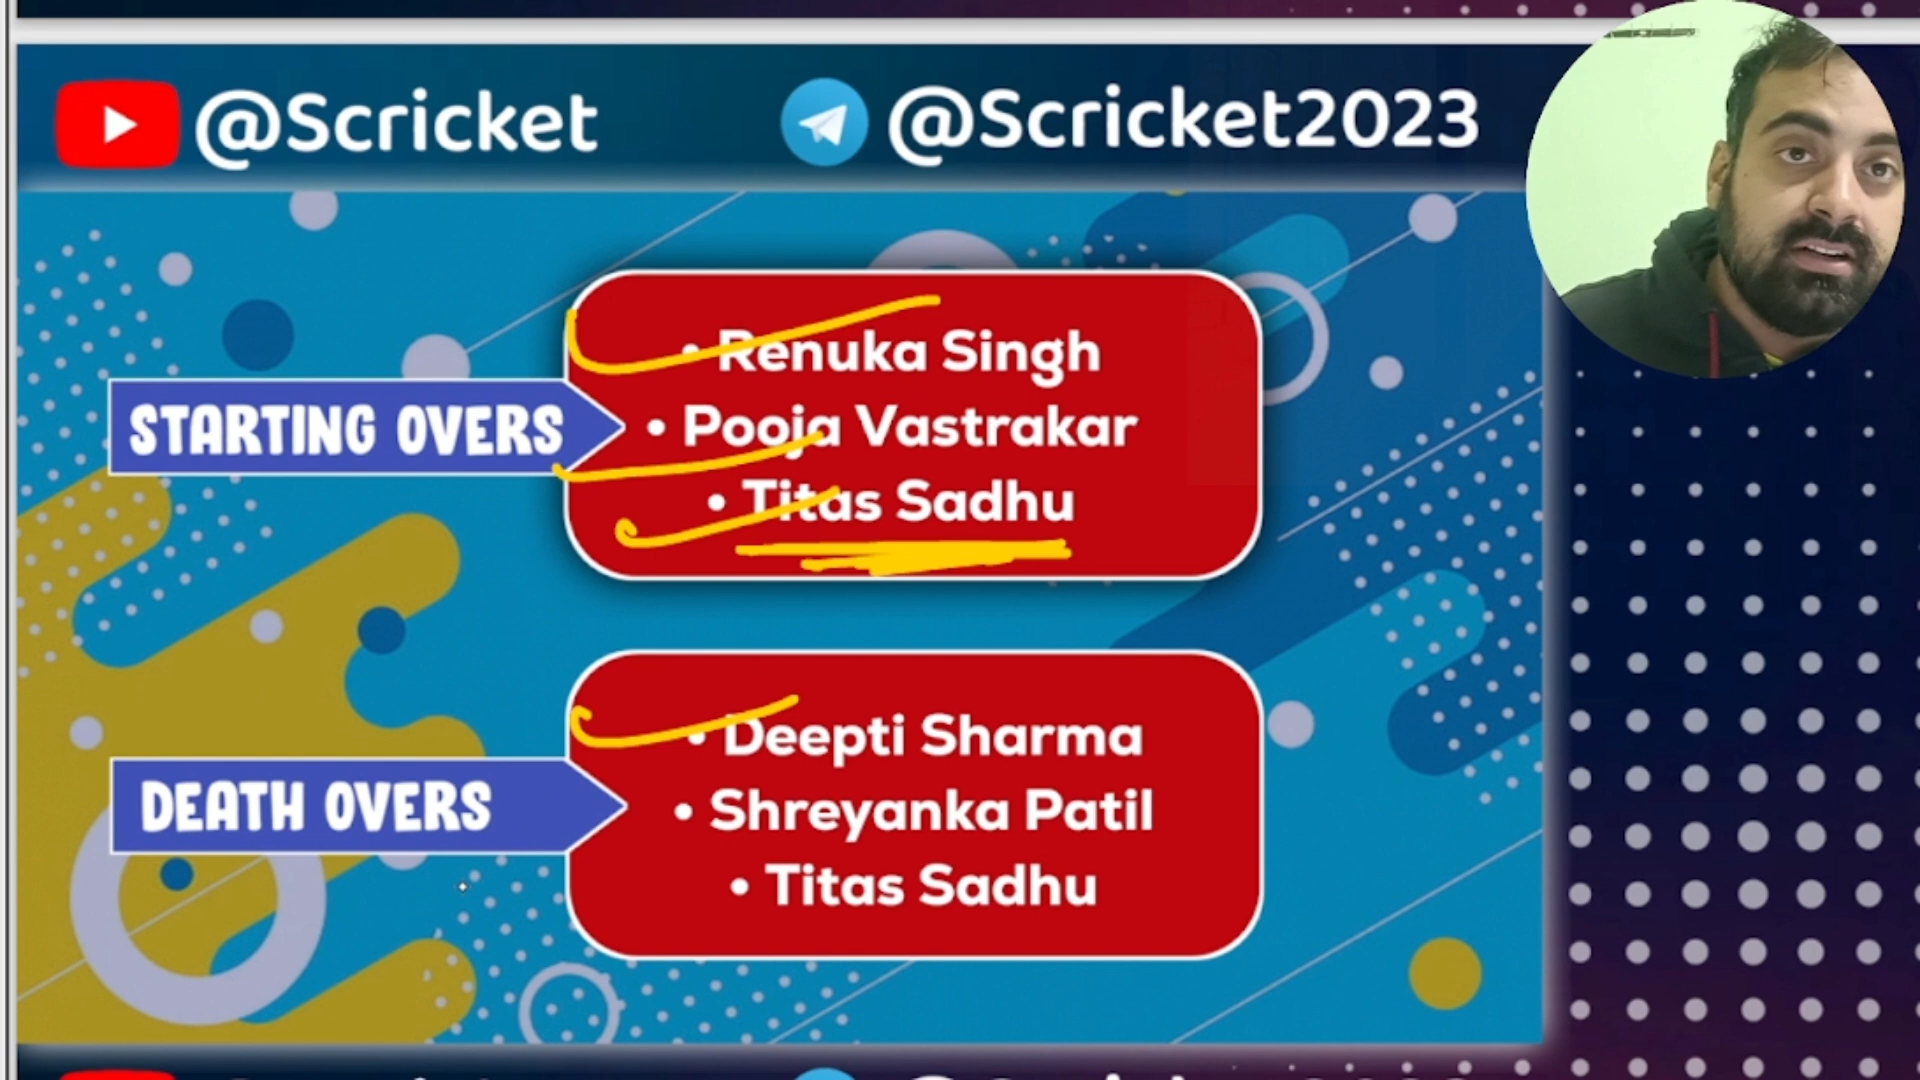 @Scricket
@Scricket2023
STARTING OVERS
• Renuka Singh
• Pooja Vastrakar
• Titas Sadhu
DEATH OVERS
• Deepti Sharma
• Shreyanka Patil
• Titas Sadhu